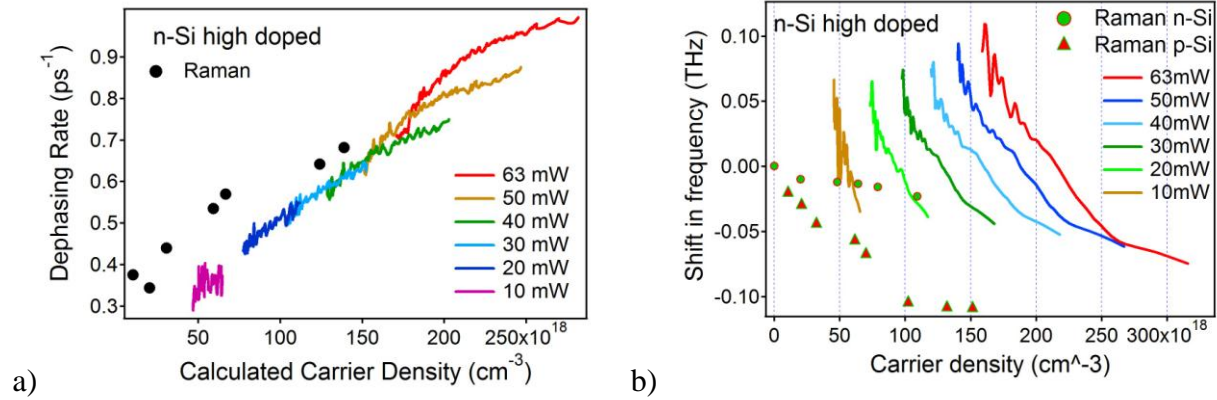 n-Si high doped
Raman
1.0
0.9
0.8
0.7
0.6
0.5
0.4
0.3
Dephasing Rate (ps⁻¹)
63 mW
50 mW
40 mW
30 mW
20 mW
10 mW
50
100
150
200
250x10¹⁸
Calculated Carrier Density (cm⁻³)
a)
n-Si high doped
Raman n-Si
Raman p-Si
63mW
50mW
40mW
30mW
20mW
10mW
0.10
0.05
0.00
-0.05
-0.10
Shift in frequency (THz)
0
50
100
150
200
250
300x10¹⁸
Carrier density (cm^-3)
b)